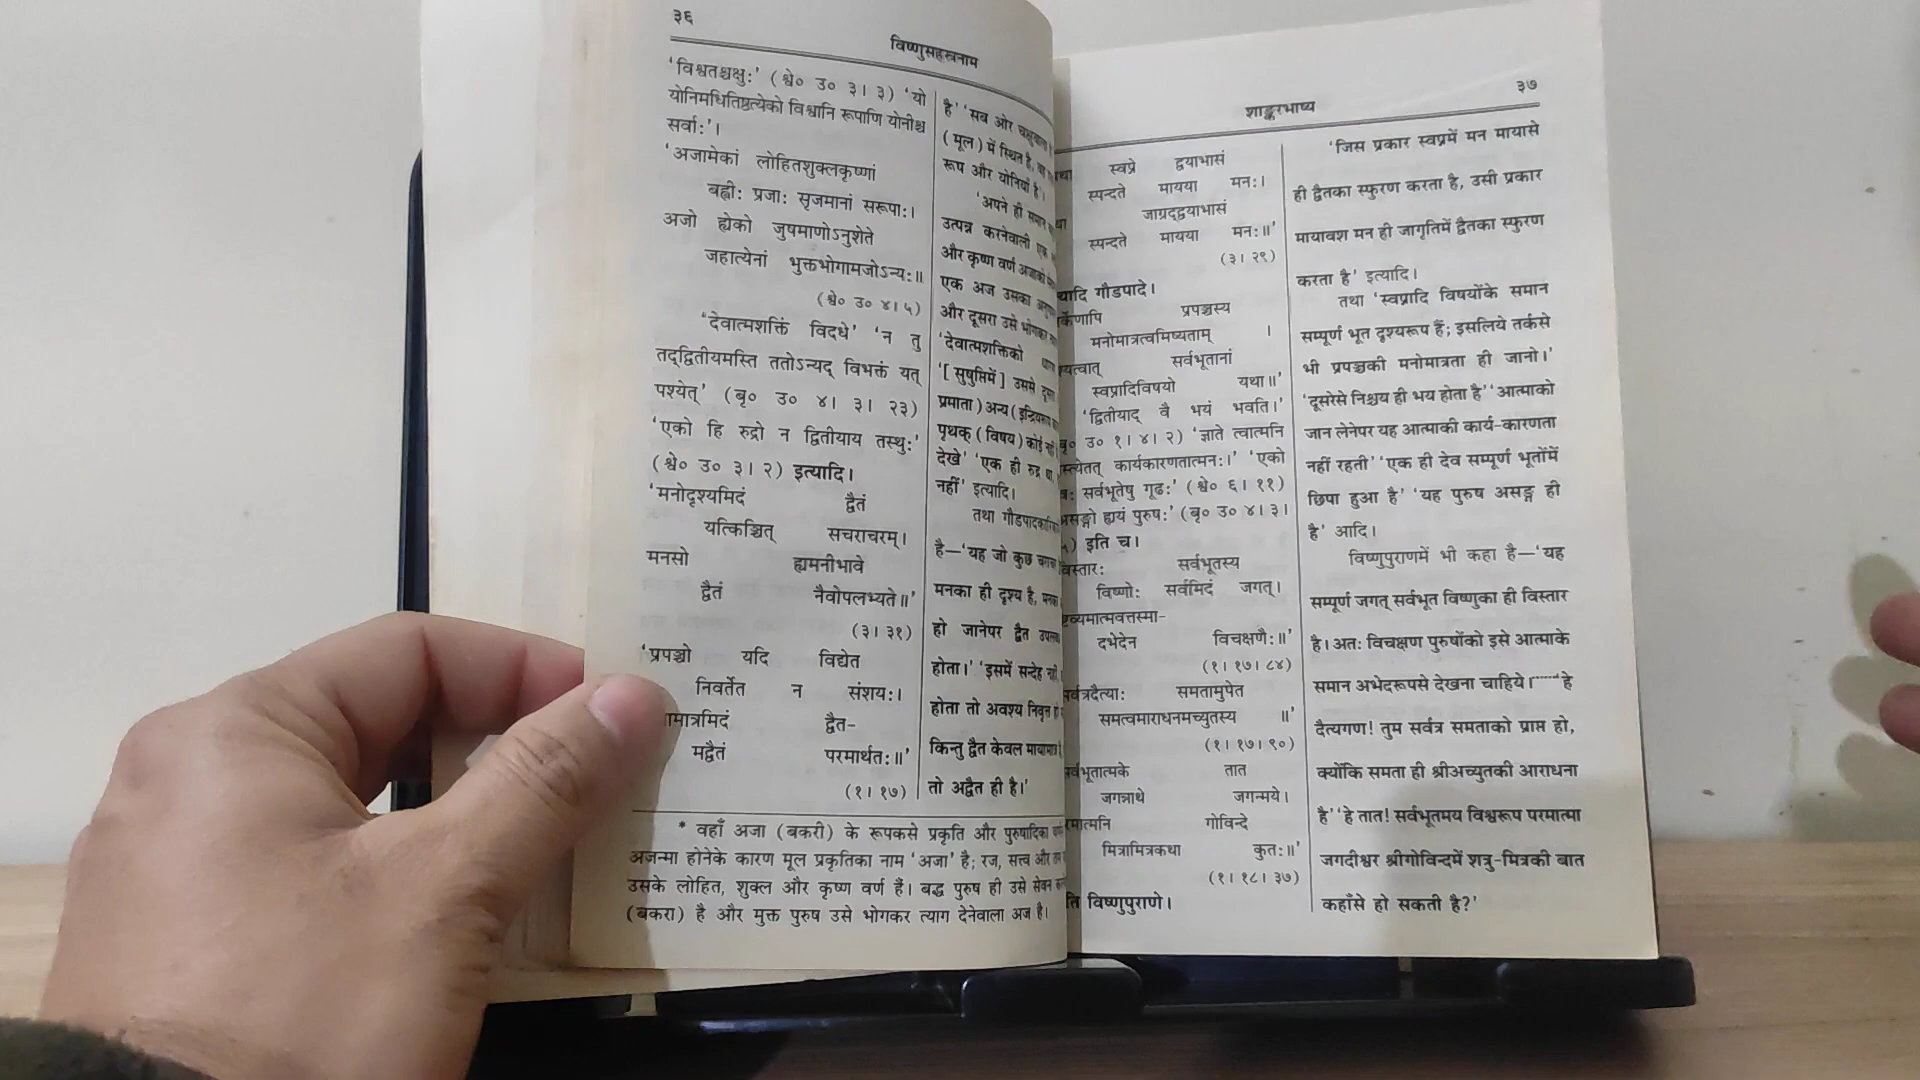 ३६
विष्णुसहस्त्रनाम
'विश्वतश्चक्षुः' (श्वे० उ० ३। ३) 'यो
योनिमधितिष्ठत्येको विश्वानि रूपाणि योनीश्च
सर्वाः'।
'अजामेकां लोहितशुक्लकृष्णां
बह्वीः प्रजाः सृजमानां सरूपाः।
अजो ह्येको जुषमाणोऽनुशेते
जहात्येनां भुक्तभोगामजोऽन्यः॥
(श्वे० उ० ४। ५)
'देवात्मशक्तिं विदधे' 'न तु
तद्द्वितीयमस्ति ततोऽन्यद् विभक्तं यत्
पश्येत्' (बृ० उ० ४। ३। २३)
'एको हि रुद्रो न द्वितीयाय तस्थुः'
(श्वे० उ० ३। २) इत्यादि।
'मनोदृश्यमिदं द्वैतं
यत्किञ्चित् सचराचरम्।
मनसो ह्यमनीभावे
द्वैतं नैवोपलभ्यते॥'
(३। ३१)
'प्रपञ्चो यदि विद्येत
निवर्तेत न संशयः।
द्वैत-
मद्वैतं परमार्थतः॥'
(१। १७)
है' 'सब ओर
(मूल) में स्थित है,
रूप और योनियाँ है'।
'अपने ही समान
उत्पन्न करनेवाली एक
और कृष्ण वर्ण अजाको
एक अज उसका
और दूसरा उसे भोगकर
'देवात्मशक्तिको
'[ सुषुप्तिमें ] उससे दूसरा
प्रमाता) अन्य
पृथक् (विषय) कोई नहीं
देखे' 'एक ही रुद्र था,
नहीं' इत्यादि।
तथा
है—'यह जो कुछ
मनका ही दृश्य है,
हो जानेपर द्वैत
होता।' 'इसमें सन्देह नहीं,
होता तो अवश्य निवृत्त हो
किन्तु द्वैत केवल
तो अद्वैत ही है।'
* वहाँ अजा (बकरी) के रूपकसे प्रकृति और पुरुषादिका
अजन्मा होनेके कारण मूल प्रकृतिका नाम 'अजा' है; रज, सत्त्व और
उसके लोहित, शुक्ल और कृष्ण वर्ण हैं। बद्ध पुरुष ही उसे सेवन
(बकरा) है और मुक्त पुरुष उसे भोगकर त्याग देनेवाला अज है।
शाङ्करभाष्य
३७
स्वप्ने द्वयाभासं
स्पन्दते मायया मनः।
जाग्रद्द्वयाभासं
स्पन्दते मायया मनः॥'
(३। २९)
गौडपादे।
प्रपञ्चस्य
मनोमात्रत्वमिष्यताम् ।
सर्वभूतानां
स्वप्नादिविषयो यथा॥'
'द्वितीयाद् वै भयं भवति।'
उ० १। ४। २) 'ज्ञाते त्वात्मनि
कार्यकारणतात्मनः।' 'एको
सर्वभूतेषु गूढः' (श्वे० ६। ११)
ह्ययं पुरुषः' (बृ० उ० ४। ३।
इति च।
सर्वभूतस्य
विष्णोः सर्वमिदं जगत्।
दभेदेन विचक्षणैः॥'
(१। १७। ८४)
समतामुपेत
समत्वमाराधनमच्युतस्य ॥'
(१। १७। ९०)
तात
जगन्नाथे जगन्मये।
गोविन्दे
मित्रामित्रकथा कुतः॥'
(१। १८। ३७)
विष्णुपुराणे।
'जिस प्रकार स्वप्नमें मन मायासे
ही द्वैतका स्फुरण करता है, उसी प्रकार
मायावश मन ही जागृतिमें द्वैतका स्फुरण
करता है' इत्यादि।
तथा 'स्वप्नादि विषयोंके समान
सम्पूर्ण भूत दृश्यरूप हैं; इसलिये तर्कसे
भी प्रपञ्चकी मनोमात्रता ही जानो।'
'दूसरेसे निश्चय ही भय होता है' 'आत्माको
जान लेनेपर यह आत्माकी कार्य-कारणता
नहीं रहती' 'एक ही देव सम्पूर्ण भूतोंमें
छिपा हुआ है' 'यह पुरुष असङ्ग ही
है' आदि।
विष्णुपुराणमें भी कहा है—'यह
सम्पूर्ण जगत् सर्वभूत विष्णुका ही विस्तार
है। अतः विचक्षण पुरुषोंको इसे आत्माके
समान अभेदरूपसे देखना चाहिये।.....'हे
दैत्यगण! तुम सर्वत्र समताको प्राप्त हो,
क्योंकि समता ही श्रीअच्युतकी आराधना
है' 'हे तात! सर्वभूतमय विश्वरूप परमात्मा
जगदीश्वर श्रीगोविन्दमें शत्रु-मित्रकी बात
कहाँसे हो सकती है?'